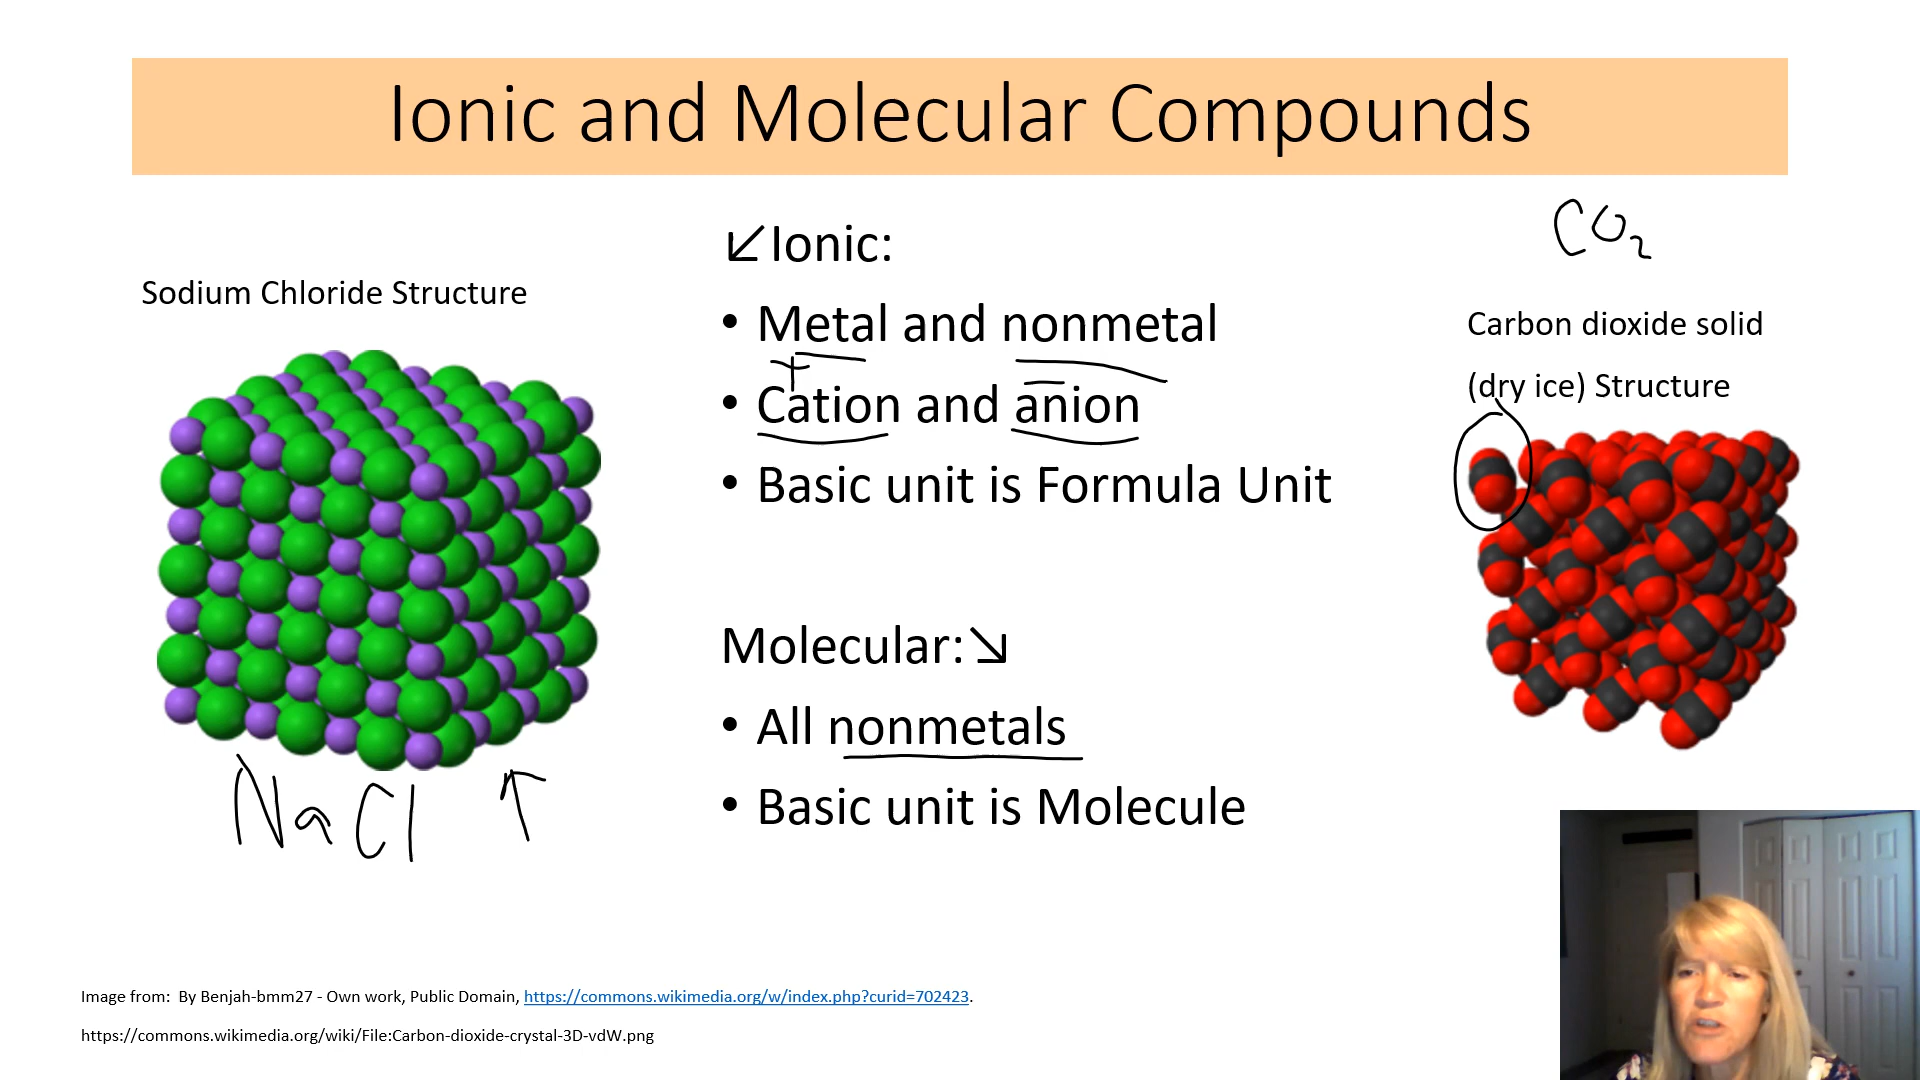 Ionic and Molecular Compounds
CO₂
Sodium Chloride Structure
NaCl ↑
↙Ionic:
• Metal and nonmetal
+ −
• Cation and anion
• Basic unit is Formula Unit
Molecular:↘
• All nonmetals
• Basic unit is Molecule
Carbon dioxide solid
(dry ice) Structure
Image from:  By Benjah-bmm27 - Own work, Public Domain, https://commons.wikimedia.org/w/index.php?curid=702423.
https://commons.wikimedia.org/wiki/File:Carbon-dioxide-crystal-3D-vdW.png